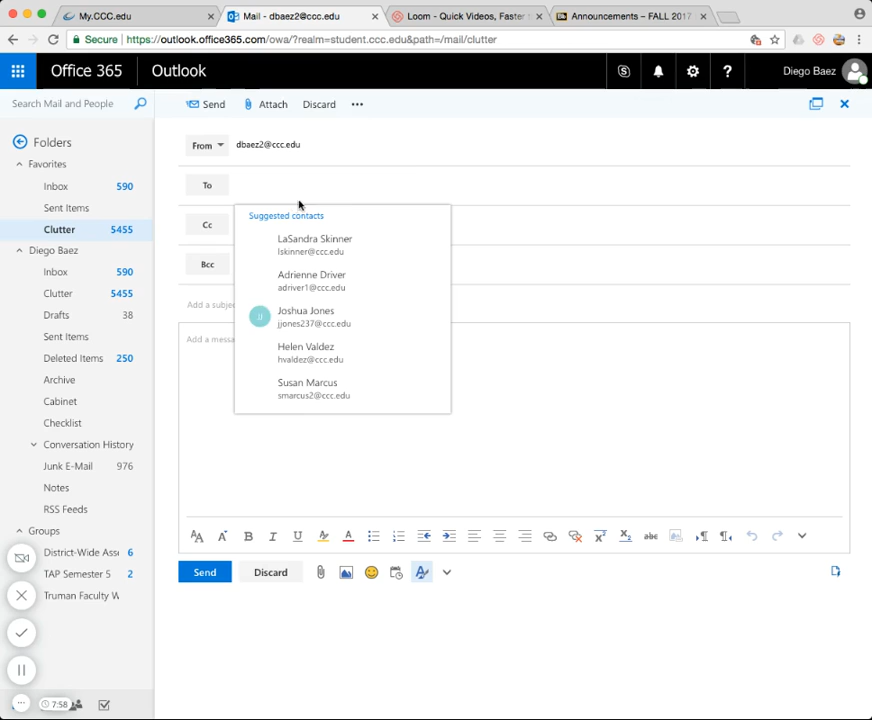 My.CCC.edu
Mail - dbaez2@ccc.edu
Loom - Quick Videos, Faster
Announcements – FALL 2017
Secure https://outlook.office365.com/owa/?realm=student.ccc.edu&path=/mail/clutter
Office 365 Outlook Diego Baez
Search Mail and People
Send Attach Discard
Folders
Favorites
Inbox 590
Sent Items
Clutter 5455
Diego Baez
Inbox 590
Clutter 5455
Drafts 38
Sent Items
Deleted Items 250
Archive
Cabinet
Checklist
Conversation History
Junk E-Mail 976
Notes
RSS Feeds
Groups
District-Wide Asse 6
TAP Semester 5 2
Truman Faculty W
7:58
From dbaez2@ccc.edu
To
Cc
Bcc
Suggested contacts
LaSandra Skinner
lskinner@ccc.edu
Adrienne Driver
adriver1@ccc.edu
JJ Joshua Jones
jjones237@ccc.edu
Helen Valdez
hvaldez@ccc.edu
Susan Marcus
smarcus2@ccc.edu
Add a subje
Add a messa
Send Discard